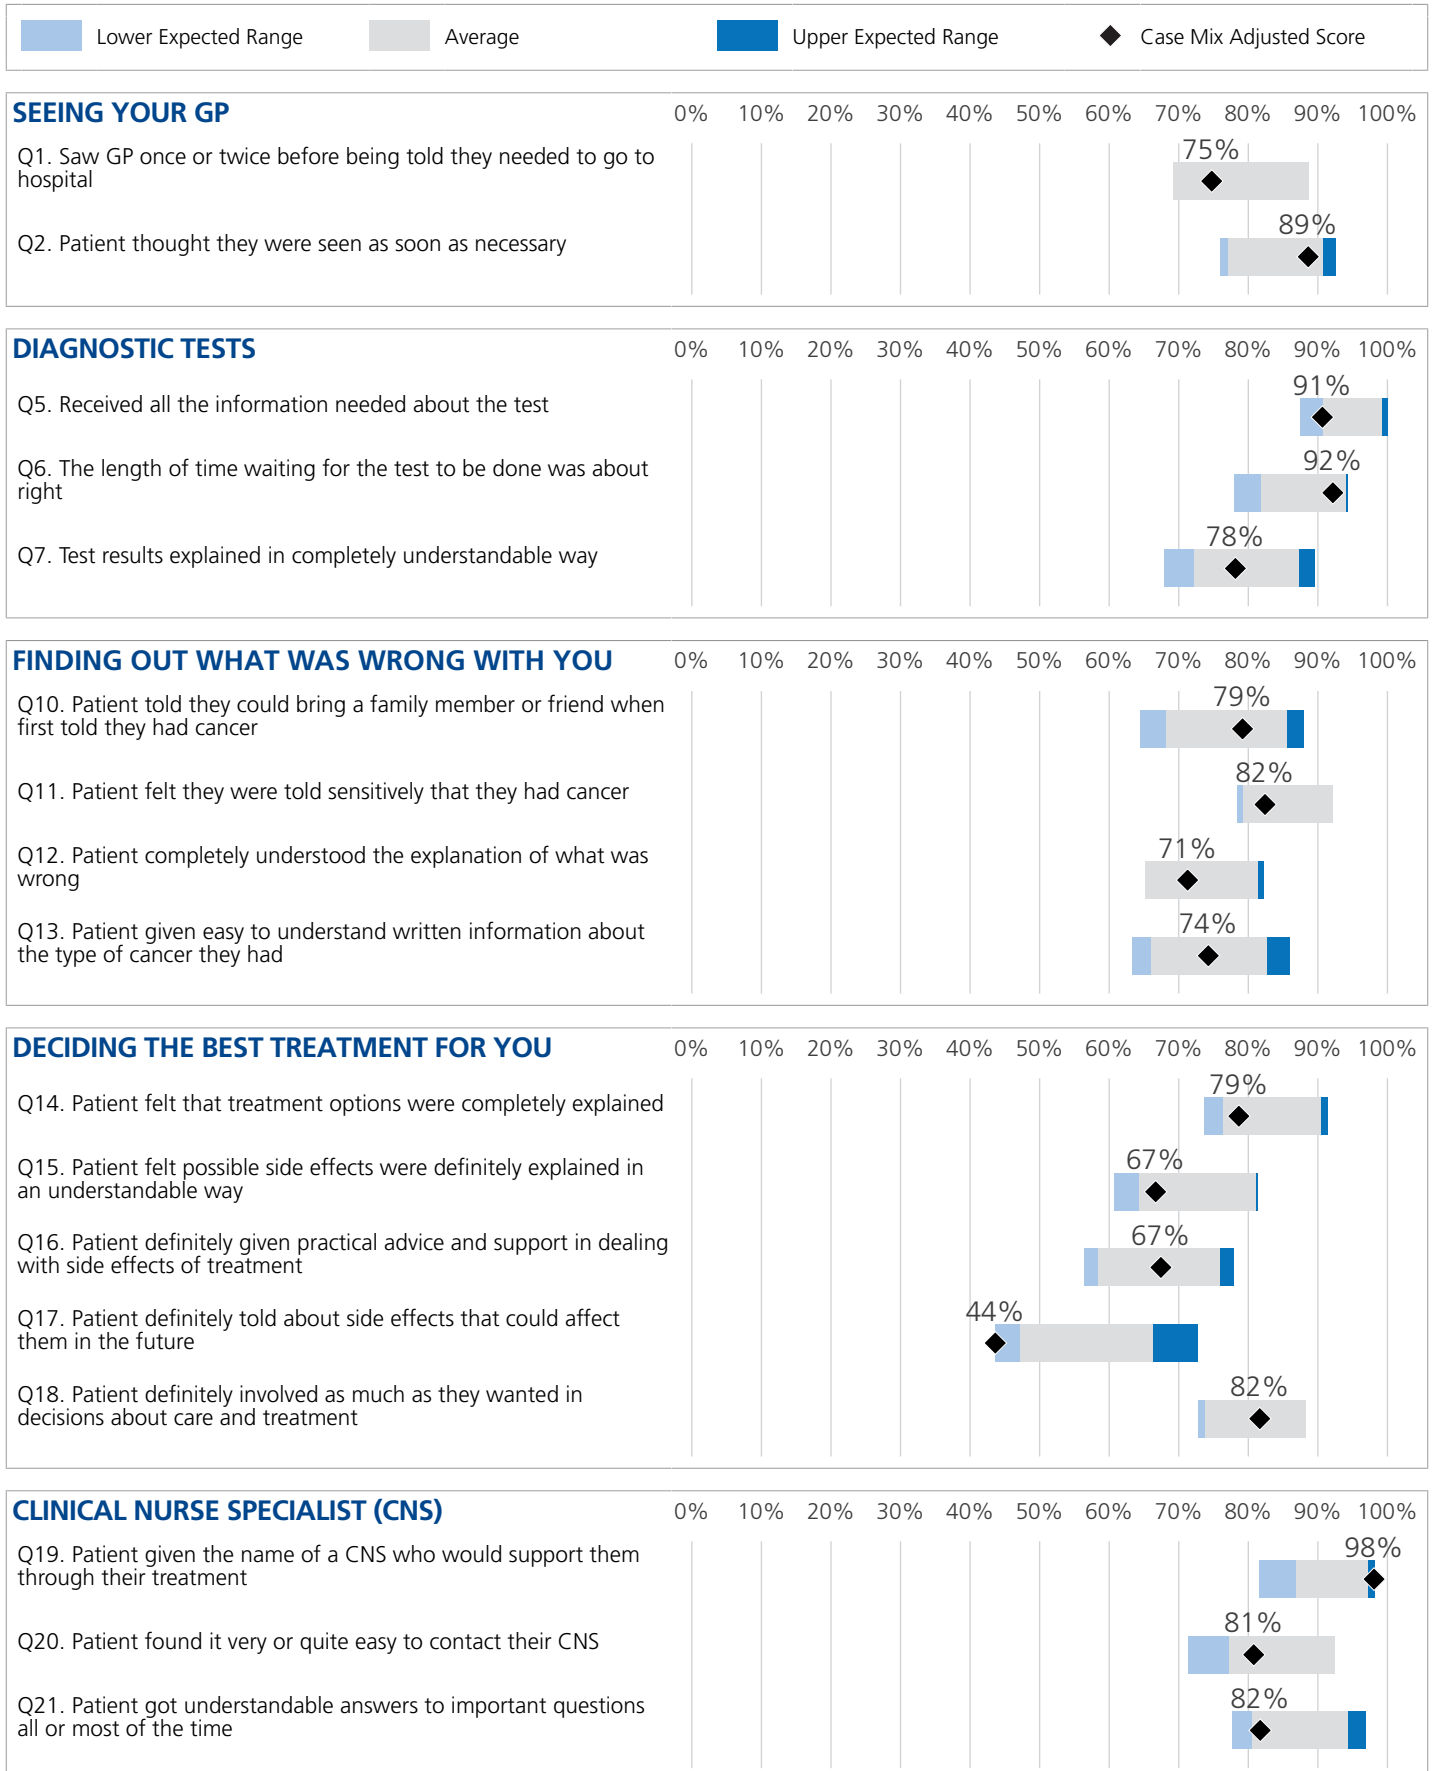 Lower Expected Range Average Upper Expected Range Case Mix Adjusted Score
SEEING YOUR GP 0% 10% 20% 30% 40% 50% 60% 70% 80% 90% 100%
Q1. Saw GP once or twice before being told they needed to go to
hospital
75%
Q2. Patient thought they were seen as soon as necessary
89%
DIAGNOSTIC TESTS 0% 10% 20% 30% 40% 50% 60% 70% 80% 90% 100%
Q5. Received all the information needed about the test
91%
Q6. The length of time waiting for the test to be done was about
right
92%
Q7. Test results explained in completely understandable way
78%
FINDING OUT WHAT WAS WRONG WITH YOU 0% 10% 20% 30% 40% 50% 60% 70% 80% 90% 100%
Q10. Patient told they could bring a family member or friend when
first told they had cancer
79%
Q11. Patient felt they were told sensitively that they had cancer
82%
Q12. Patient completely understood the explanation of what was
wrong
71%
Q13. Patient given easy to understand written information about
the type of cancer they had
74%
DECIDING THE BEST TREATMENT FOR YOU 0% 10% 20% 30% 40% 50% 60% 70% 80% 90% 100%
Q14. Patient felt that treatment options were completely explained
79%
Q15. Patient felt possible side effects were definitely explained in
an understandable way
67%
Q16. Patient definitely given practical advice and support in dealing
with side effects of treatment
67%
Q17. Patient definitely told about side effects that could affect
them in the future
44%
Q18. Patient definitely involved as much as they wanted in
decisions about care and treatment
82%
CLINICAL NURSE SPECIALIST (CNS) 0% 10% 20% 30% 40% 50% 60% 70% 80% 90% 100%
Q19. Patient given the name of a CNS who would support them
through their treatment
98%
Q20. Patient found it very or quite easy to contact their CNS
81%
Q21. Patient got understandable answers to important questions
all or most of the time
82%